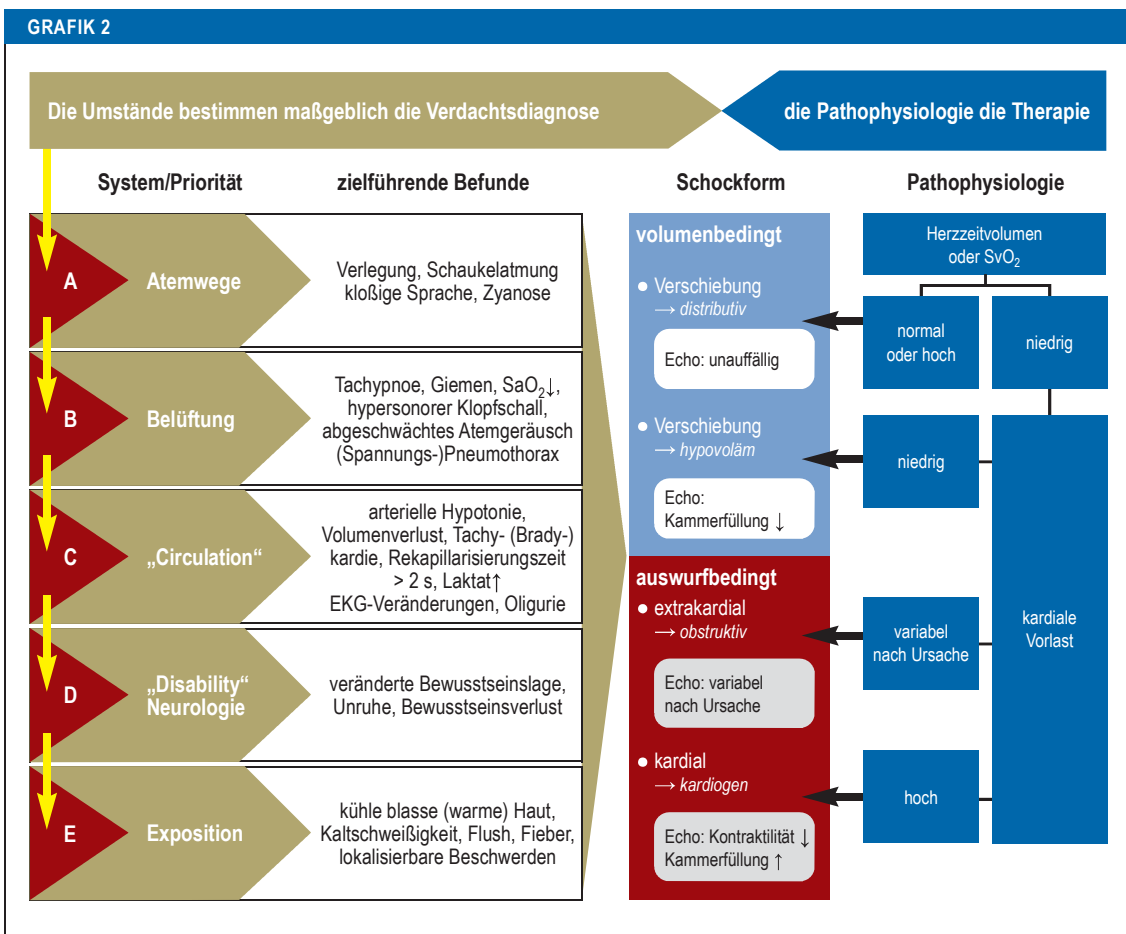 GRAFIK 2
Die Umstände bestimmen maßgeblich die Verdachtsdiagnose
die Pathophysiologie die Therapie
System/Priorität
zielführende Befunde
Schockform
Pathophysiologie
A
Atemwege
Verlegung, Schaukelatmung
kloßige Sprache, Zyanose
B
Belüftung
Tachypnoe, Giemen, SaO₂↓,
hypersonorer Klopfschall,
abgeschwächtes Atemgeräusch
(Spannungs-)Pneumothorax
C
„Circulation“
arterielle Hypotonie,
Volumenverlust, Tachy- (Brady-)
kardie, Rekapillarisierungszeit
> 2 s, Laktat↑
EKG-Veränderungen, Oligurie
D
„Disability“
Neurologie
veränderte Bewusstseinslage,
Unruhe, Bewusstseinsverlust
E
Exposition
kühle blasse (warme) Haut,
Kaltschweißigkeit, Flush, Fieber,
lokalisierbare Beschwerden
volumenbedingt
● Verschiebung
→ distributiv
Echo: unauffällig
● Verschiebung
→ hypovoläm
Echo:
Kammerfüllung ↓
auswurfbedingt
● extrakardial
→ obstruktiv
Echo: variabel
nach Ursache
● kardial
→ kardiogen
Echo: Kontraktilität ↓
Kammerfüllung ↑
Herzzeitvolumen
oder SvO₂
normal
oder hoch
niedrig
niedrig
variabel
nach Ursache
hoch
kardiale
Vorlast